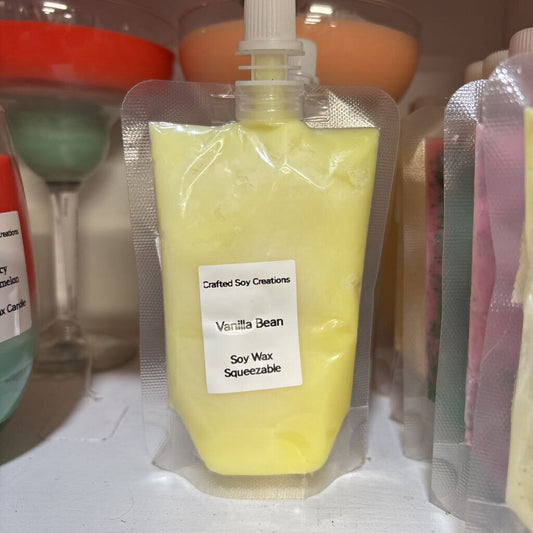 Crafted Soy Creations
Vanilla Bean
Soy Wax
Squeezable